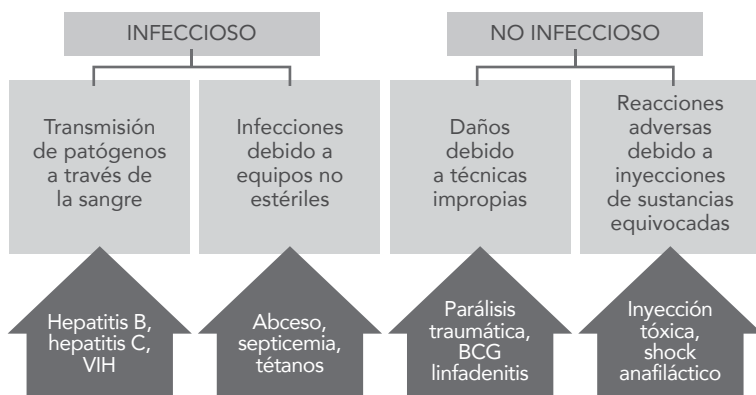 INFECCIOSO
NO INFECCIOSO
Transmisión
de patógenos
a través de
la sangre
Infecciones
debido a
equipos no
estériles
Daños
debido
a técnicas
impropias
Reacciones
adversas
debido a
inyecciones
de sustancias
equivocadas
Hepatitis B,
hepatitis C,
VIH
Abceso,
septicemia,
tétanos
Parálisis
traumática,
BCG
linfadenitis
Inyección
tóxica,
shock
anafiláctico